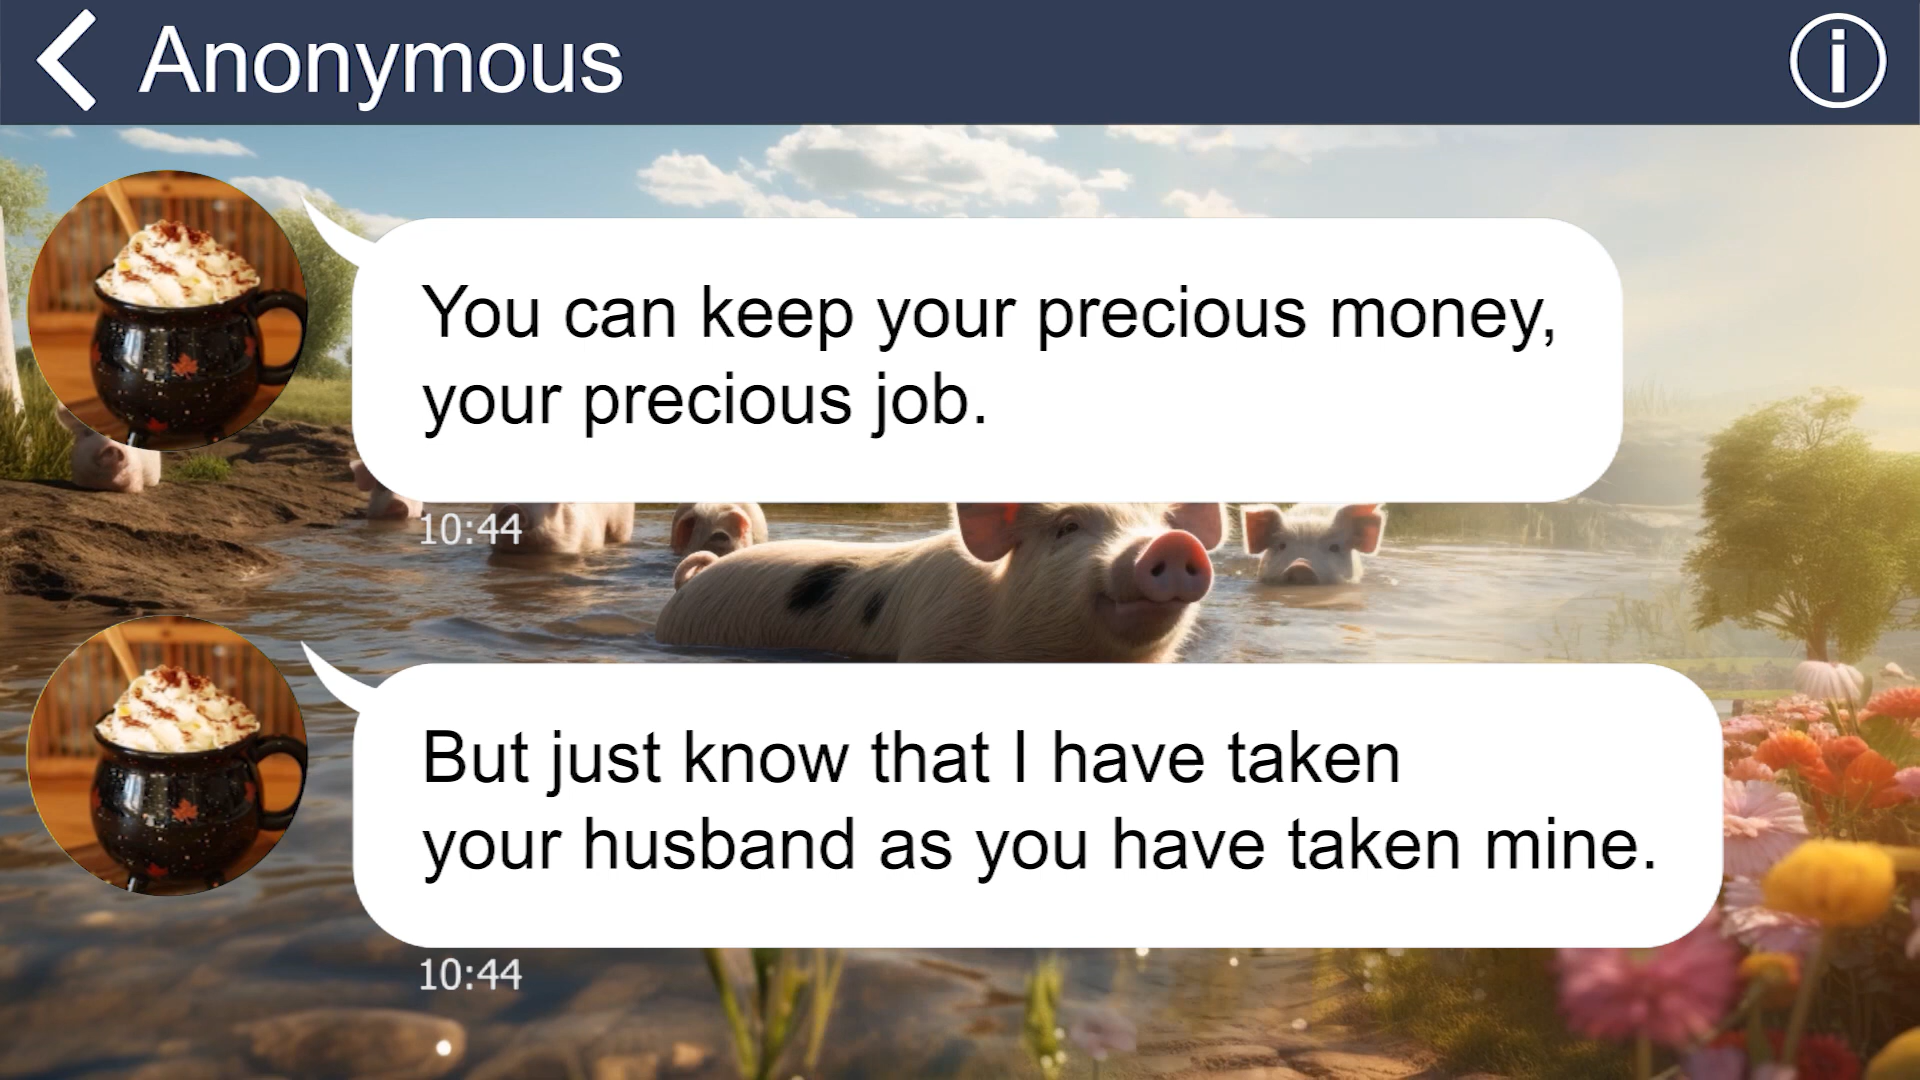 Anonymous
You can keep your precious money,
your precious job.
10:44
But just know that I have taken
your husband as you have taken mine.
10:44